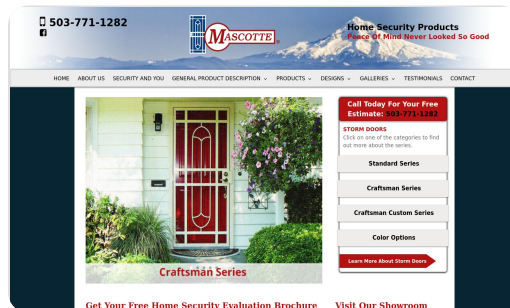 503-771-1282
MASCOTTE
Home Security Products
Peace Of Mind Never Looked So Good
HOME ABOUT US SECURITY AND YOU GENERAL PRODUCT DESCRIPTION PRODUCTS DESIGNS GALLERIES TESTIMONIALS CONTACT
Call Today For Your Free
Estimate: 503-771-1282
STORM DOORS
Click on one of the categories to find
out more about the series.
Standard Series
Craftsman Series
Craftsman Custom Series
Color Options
Learn More About Storm Doors
Craftsman Series
Get Your Free Home Security Evaluation Brochure
Visit Our Showroom